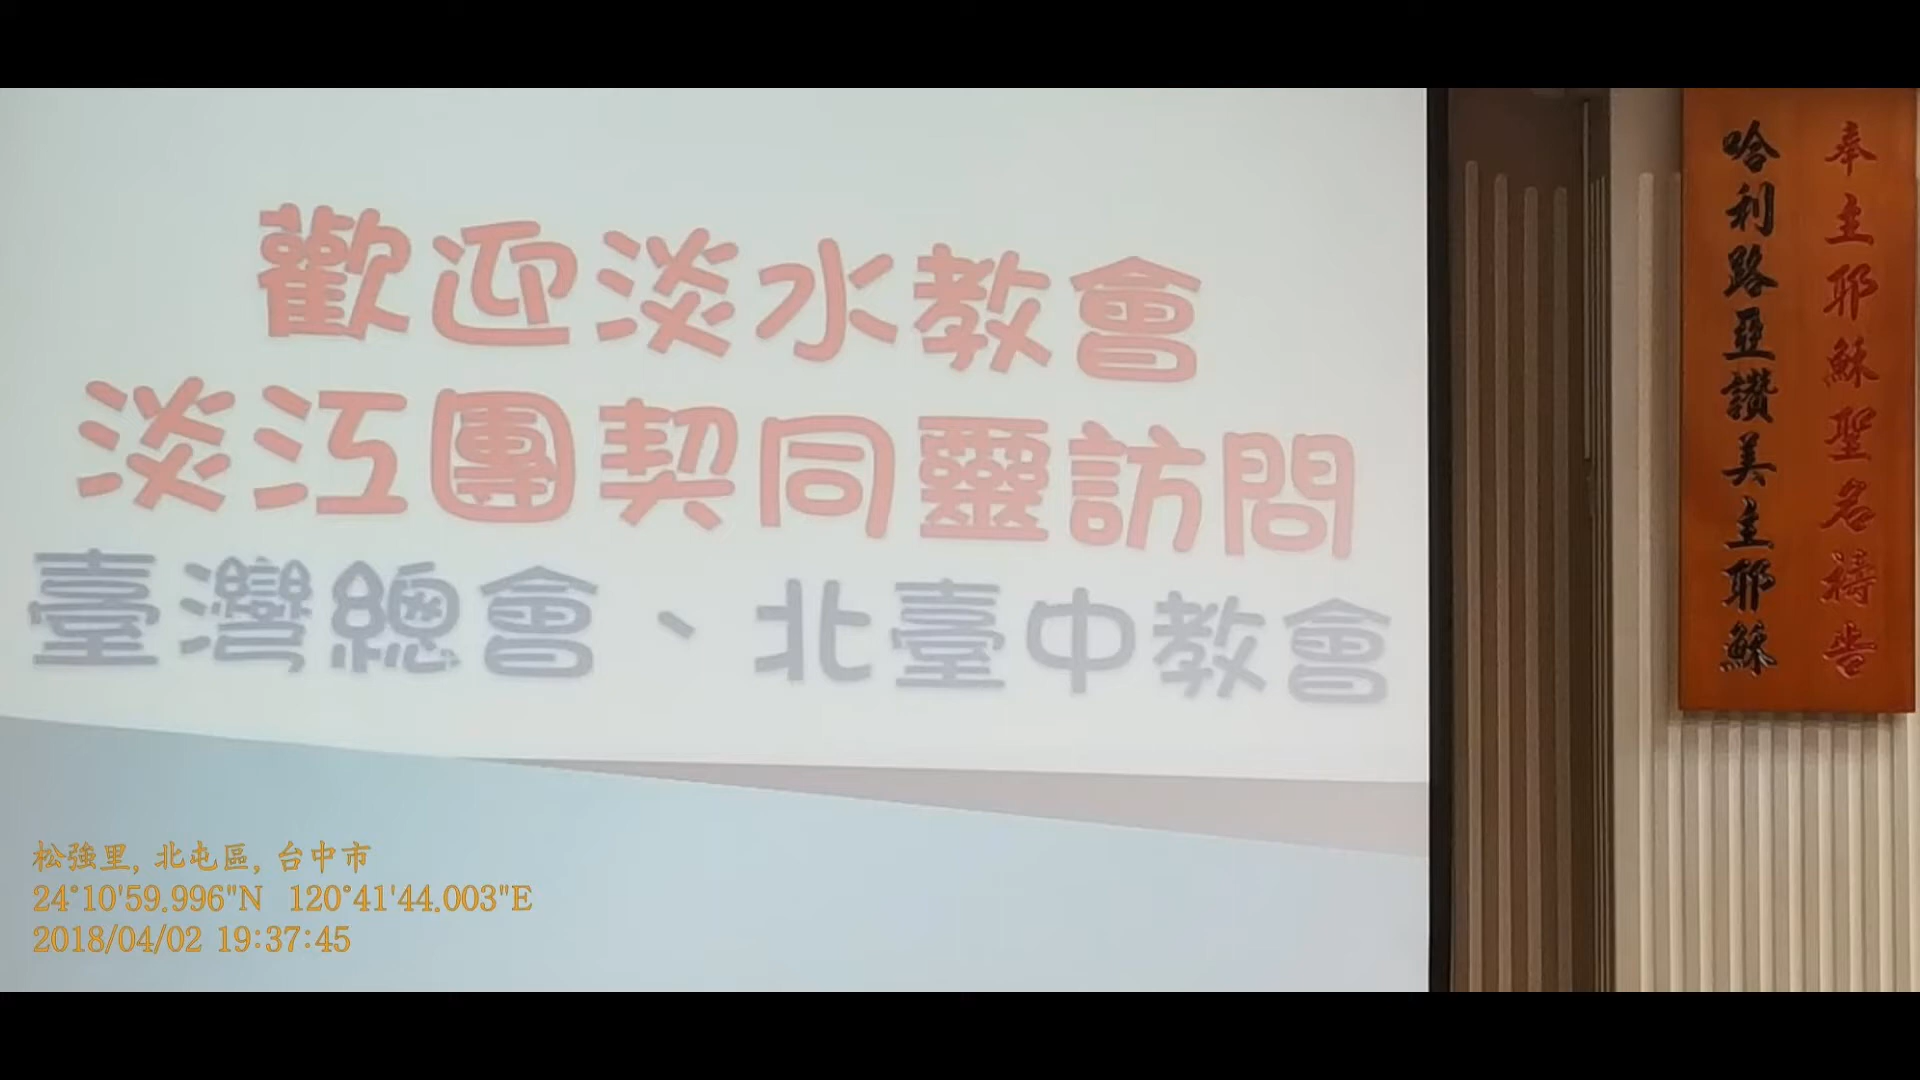 歡迎淡水教會
淡江團契同靈訪問
臺灣總會、北臺中教會
奉主耶穌聖名禱告
哈利路亞讚美主耶穌
松強里, 北屯區, 台中市
24°10'59.996"N 120°41'44.003"E
2018/04/02 19:37:45